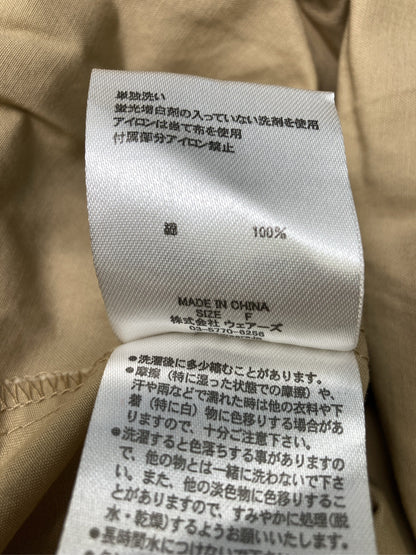 単独洗い
蛍光増白剤の入っていない洗剤を使用
アイロンは当て布を使用
付属部分アイロン禁止
綿 100%
MADE IN CHINA
SIZE F
株式会社 ウェアーズ
03-5770-6256
●洗濯後に多少縮むことがあります。
●摩擦（特に湿った状態での摩擦）や、
汗や雨などで濡れた時は他の衣料や下
着（特に白）物に色移りする場合があ
りますので、十分ご注意下さい。
●洗濯すると色落ちする事があります
ので、他の物とは一緒に洗わないで下さ
い。また、他の淡色物に色移りするこ
とがありますので、すみやかに処理(脱
水・乾燥)するようお願いいたします。
●長時間水につけないで